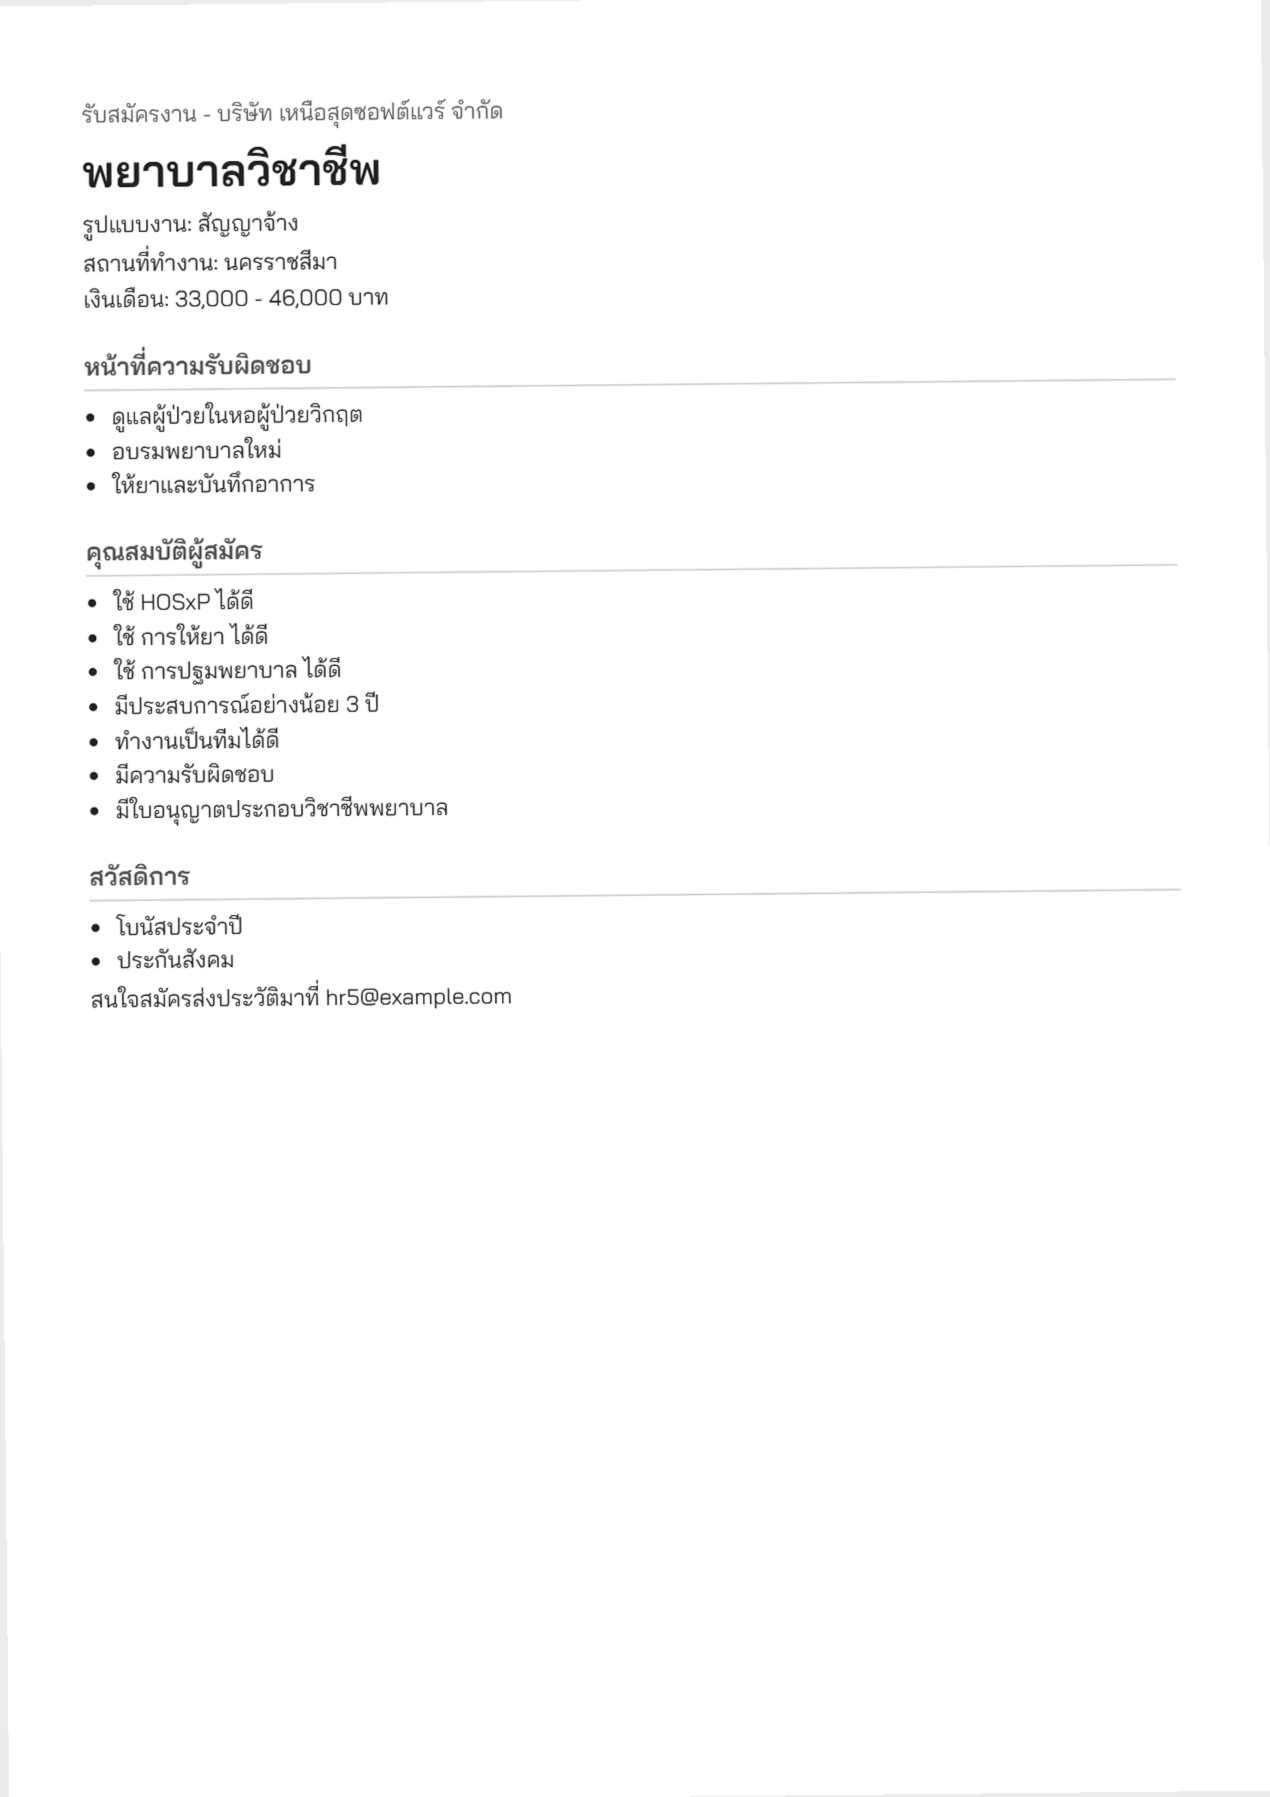 รับสมัครงาน - บริษัท เหนือสุดซอฟต์แวร์ จำกัด
พยาบาลวิชาชีพ
รูปแบบงาน: สัญญาจ้าง
สถานที่ทำงาน: นครราชสีมา
เงินเดือน: 33,000 - 46,000 บาท
หน้าที่ความรับผิดชอบ
• ดูแลผู้ป่วยในหอผู้ป่วยวิกฤต
• อบรมพยาบาลใหม่
• ให้ยาและบันทึกอาการ
คุณสมบัติผู้สมัคร
• ใช้ HOSxP ได้ดี
• ใช้ การให้ยา ได้ดี
• ใช้ การปฐมพยาบาล ได้ดี
• มีประสบการณ์อย่างน้อย 3 ปี
• ทำงานเป็นทีมได้ดี
• มีความรับผิดชอบ
• มีใบอนุญาตประกอบวิชาชีพพยาบาล
สวัสดิการ
• โบนัสประจำปี
• ประกันสังคม
สนใจสมัครส่งประวัติมาที่ hr5@example.com